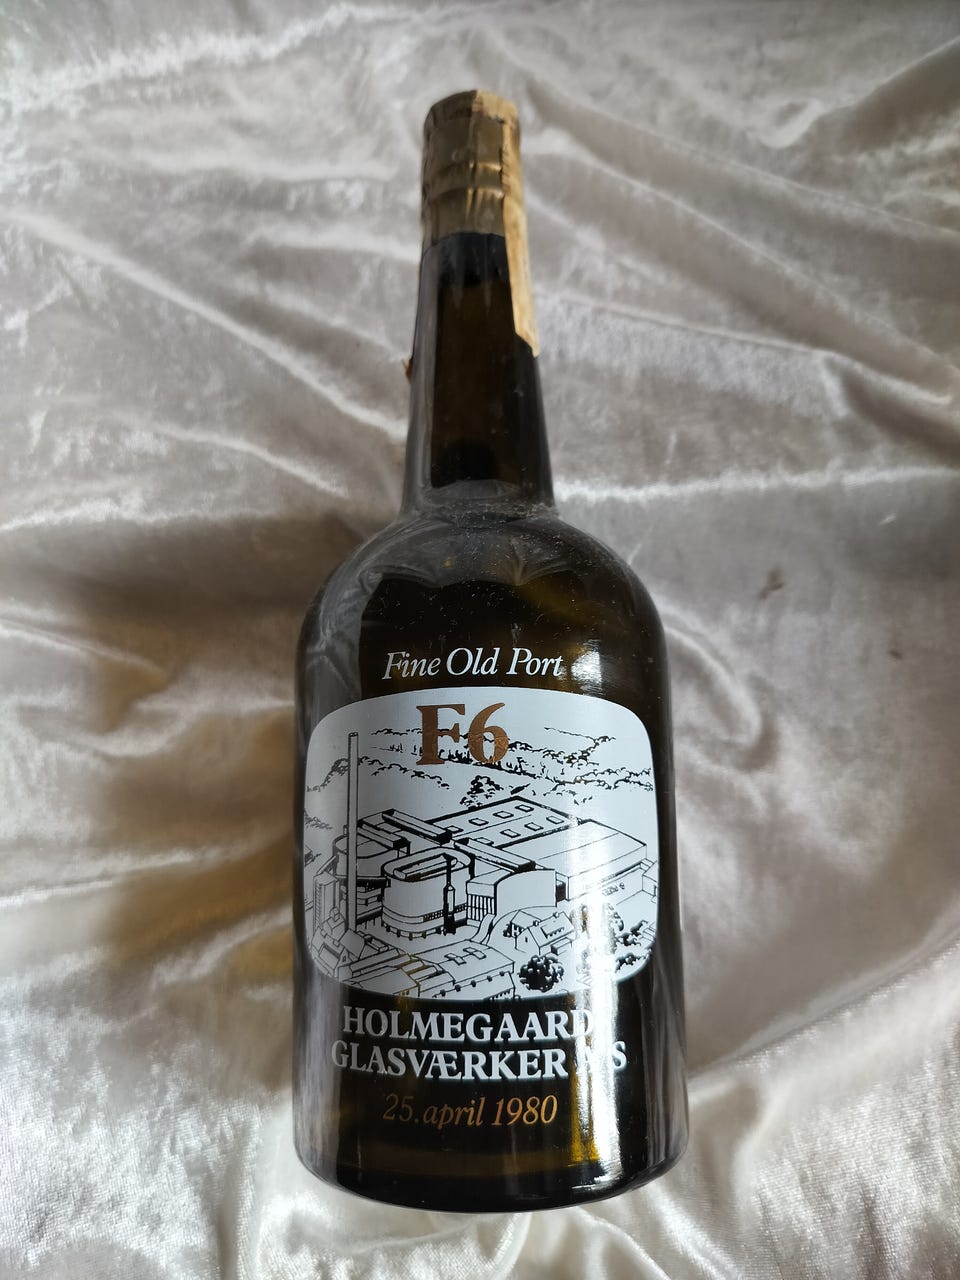 Fine Old Port
F6
HOLMEGAARD
GLASVÆRKER A/S
25. april 1980